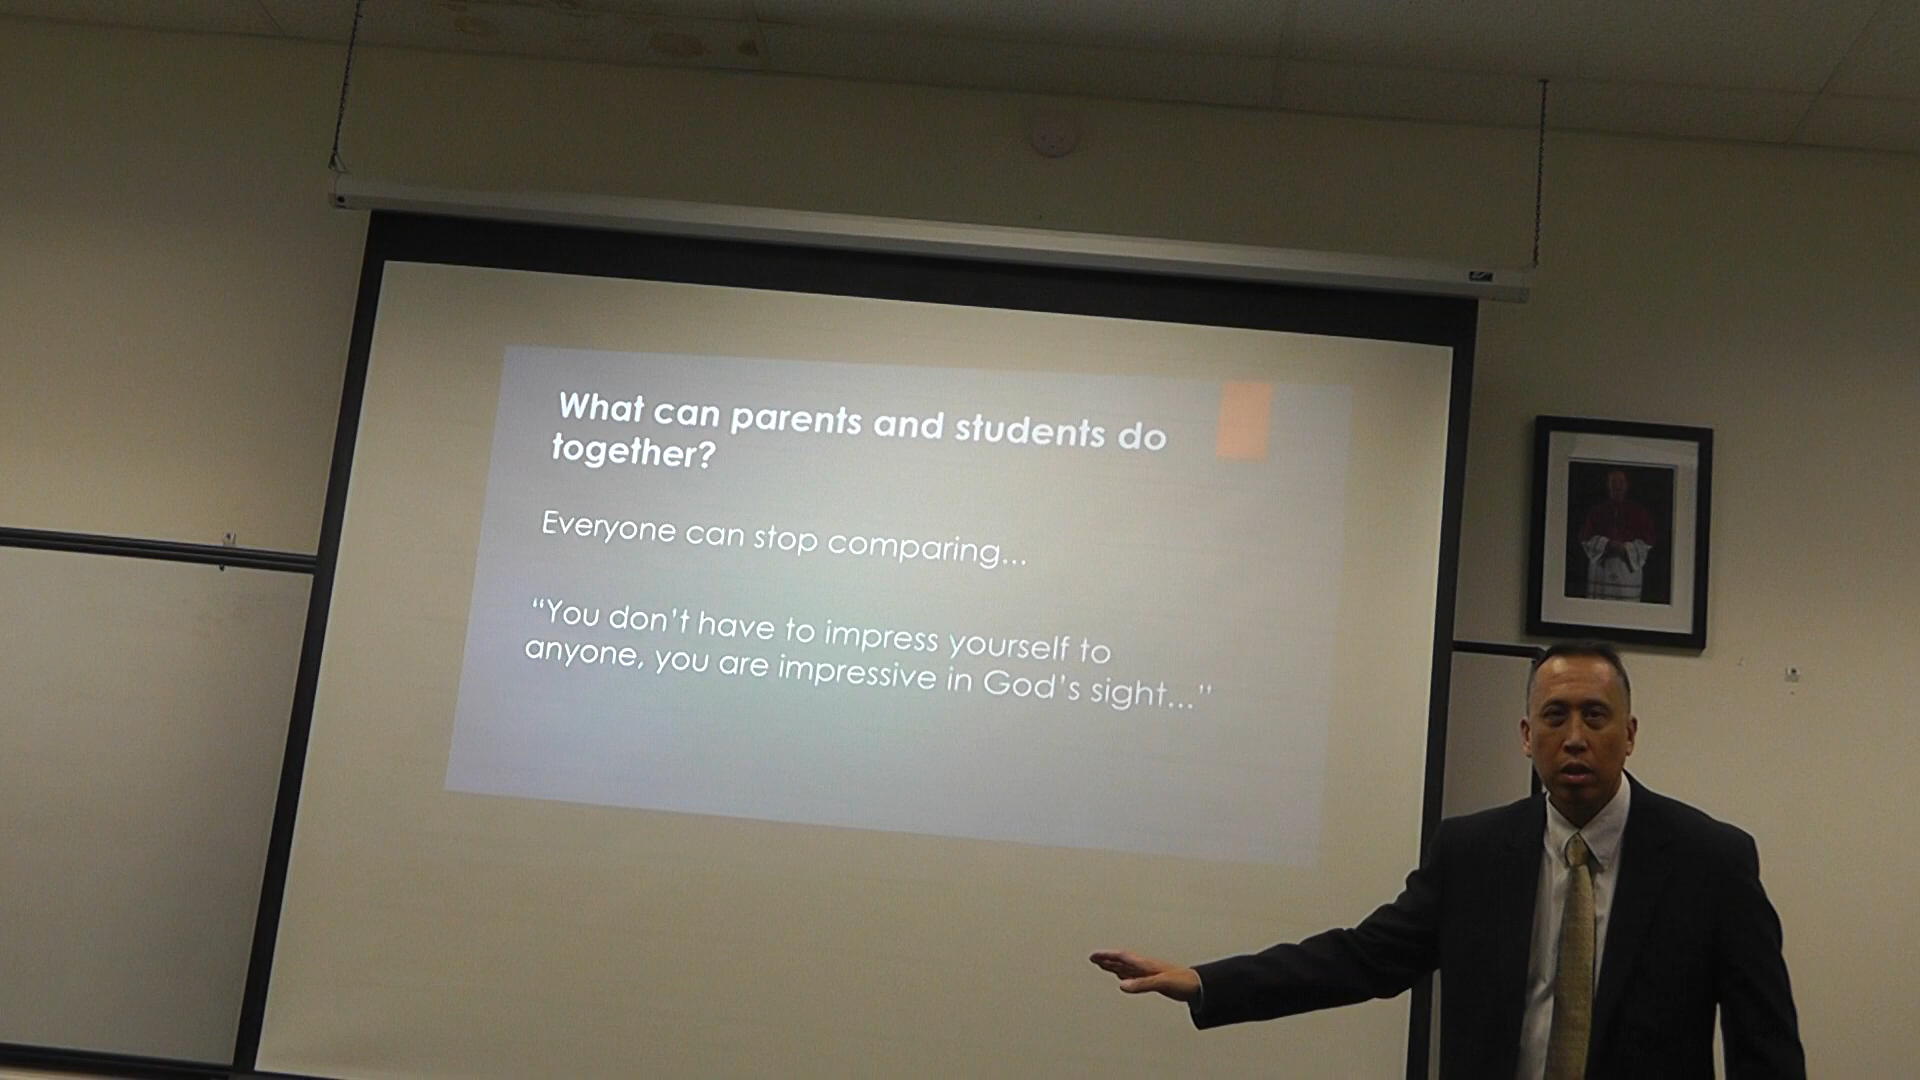 What can parents and students do
together?
Everyone can stop comparing...
“You don’t have to impress yourself to
anyone, you are impressive in God’s sight...”